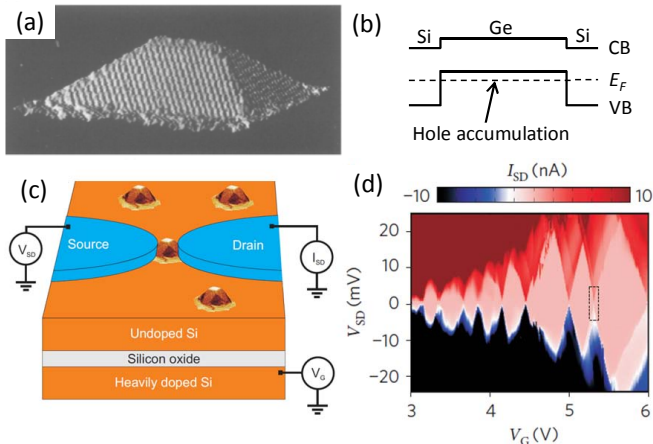 (a)
(b)
Si
Ge
Si
CB
E_F
VB
Hole accumulation
(c)
V_SD
Source
Drain
I_SD
Undoped Si
Silicon oxide
Heavily doped Si
V_G
(d)
I_SD (nA)
−10
10
20
10
0
−10
−20
V_SD (mV)
3
4
5
6
V_G (V)